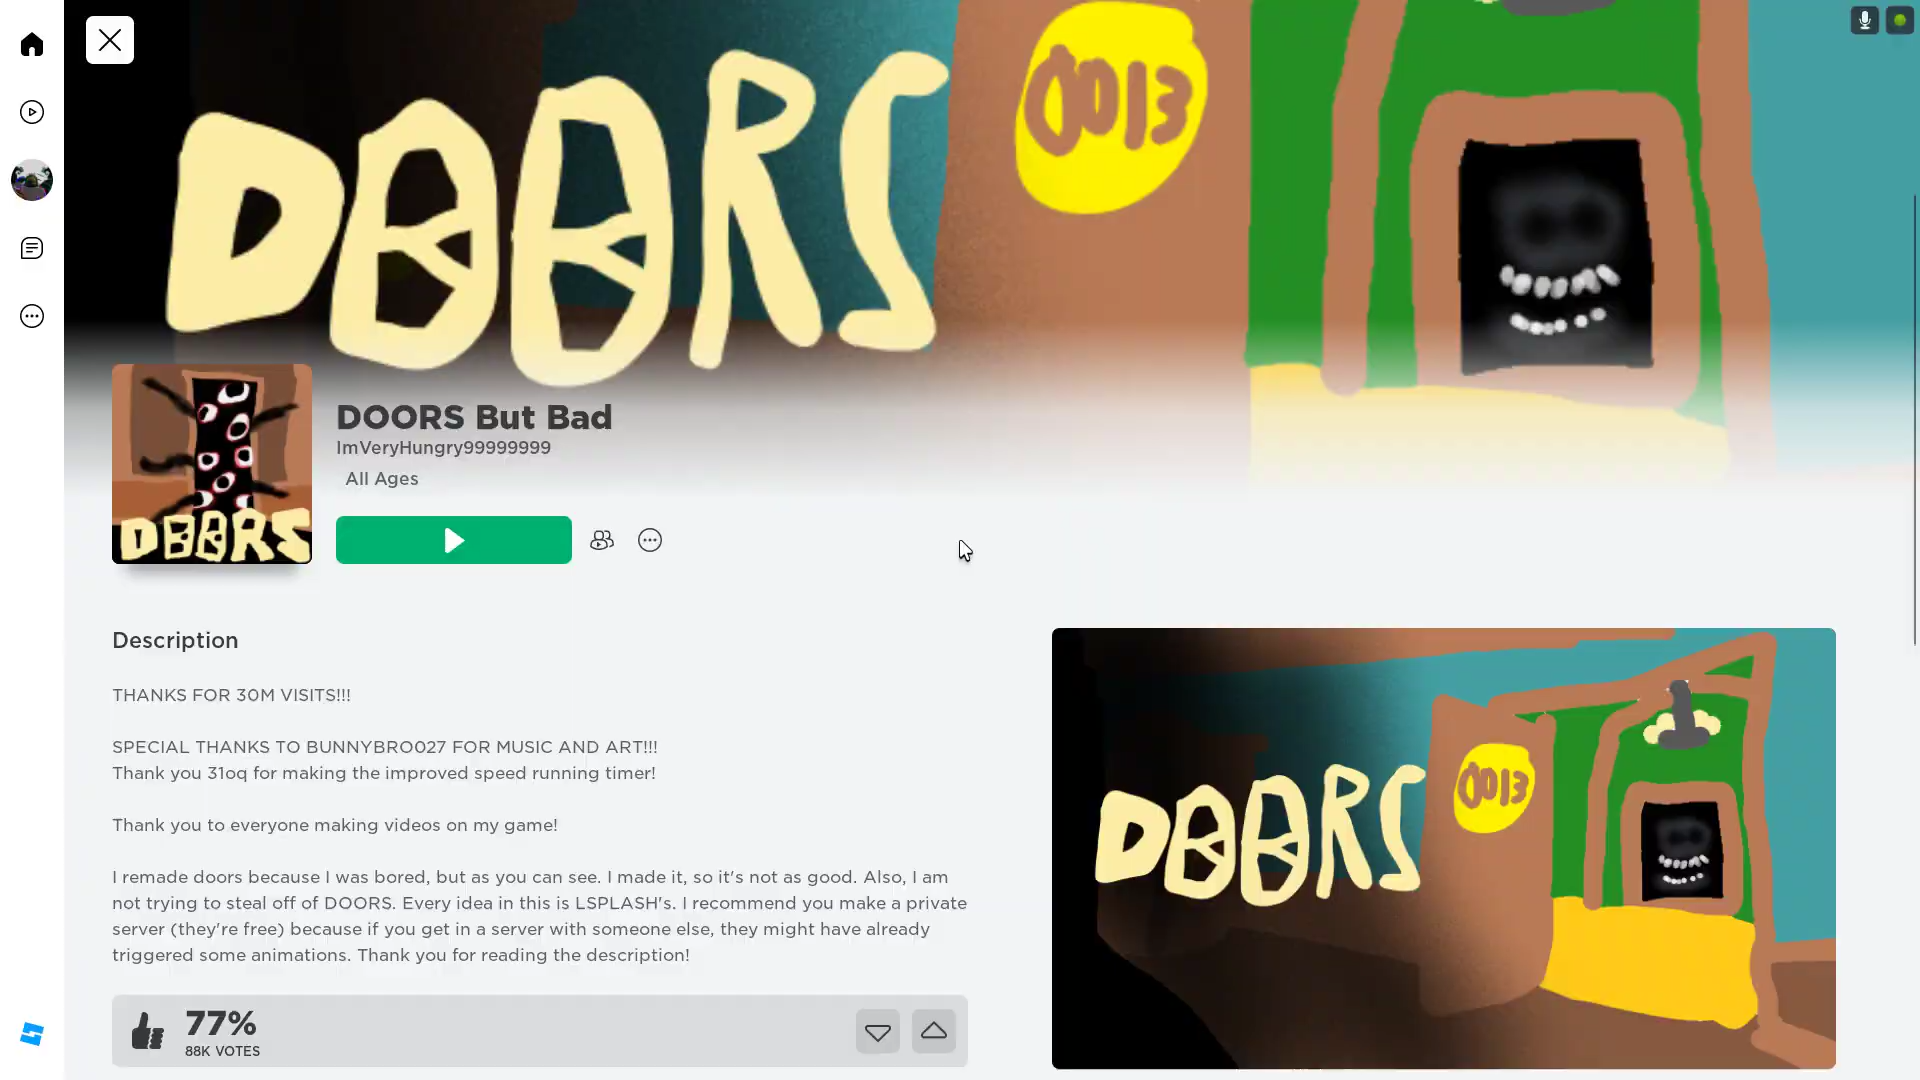 DOORS
0013
DOORS But Bad
ImVeryHungry99999999
All Ages
DOORS
Description
THANKS FOR 30M VISITS!!!
SPECIAL THANKS TO BUNNYBRO027 FOR MUSIC AND ART!!!
Thank you 31oq for making the improved speed running timer!
Thank you to everyone making videos on my game!
I remade doors because I was bored, but as you can see. I made it, so it's not as good. Also, I am
not trying to steal off of DOORS. Every idea in this is LSPLASH's. I recommend you make a private
server (they're free) because if you get in a server with someone else, they might have already
triggered some animations. Thank you for reading the description!
77%
88K VOTES
DOORS
0013